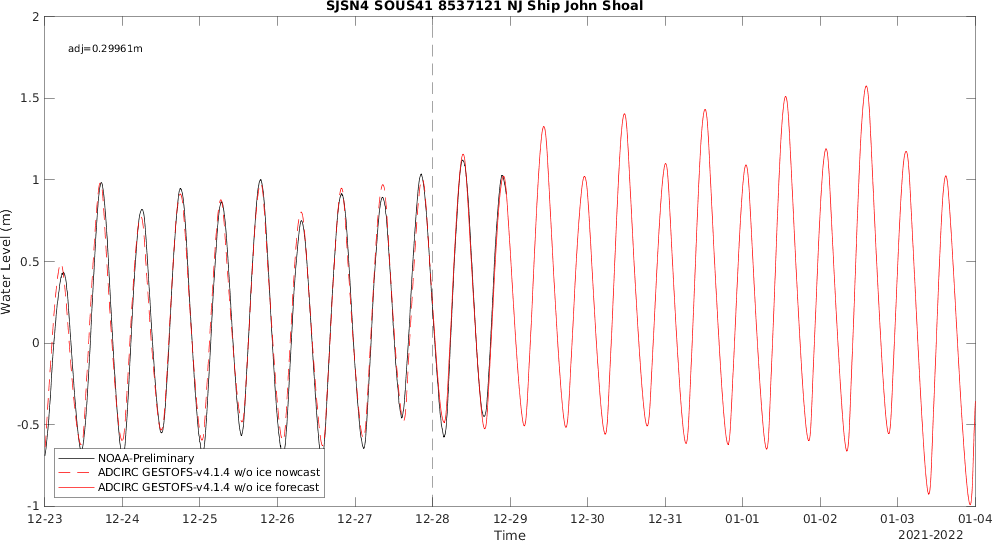 SJSN4 SOUS41 8537121 NJ Ship John Shoal
adj=0.29961m
2
1.5
1
0.5
0
-0.5
-1
Water Level (m)
NOAA-Preliminary
ADCIRC GESTOFS-v4.1.4 w/o ice nowcast
ADCIRC GESTOFS-v4.1.4 w/o ice forecast
12-23 12-24 12-25 12-26 12-27 12-28 12-29 12-30 12-31 01-01 01-02 01-03 01-04
Time
2021-2022